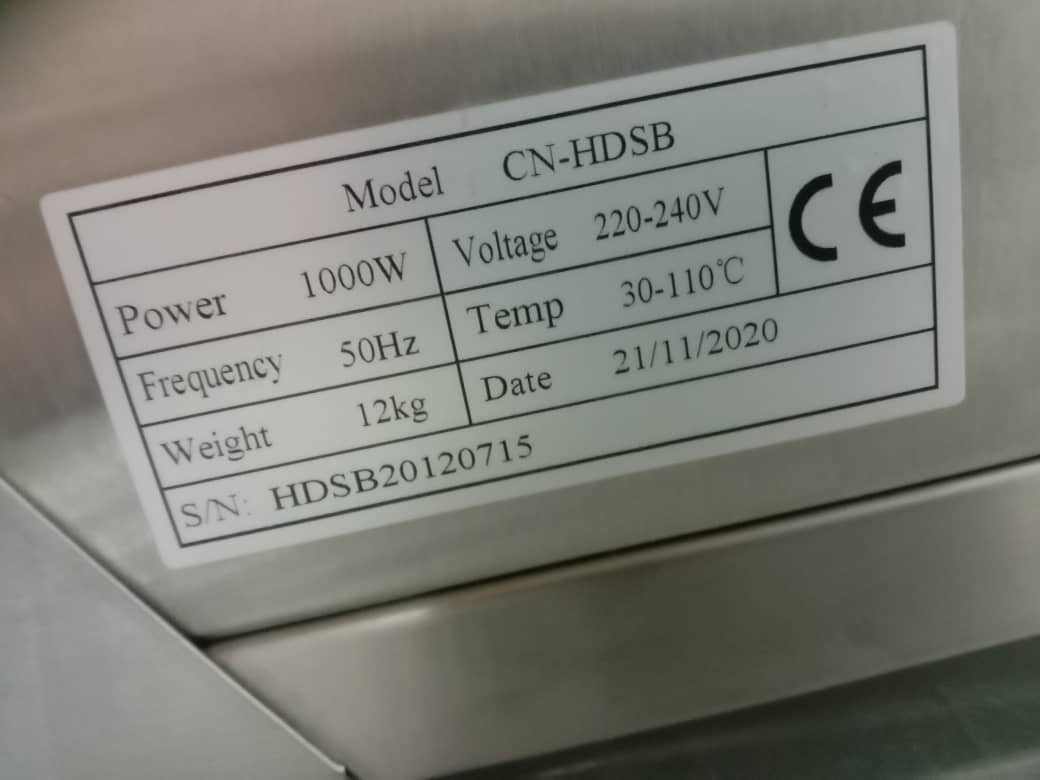 Model CN-HDSB
Power 1000W Voltage 220-240V CE
Frequency 50Hz Temp 30-110℃
Weight 12kg Date 21/11/2020
S/N: HDSB20120715